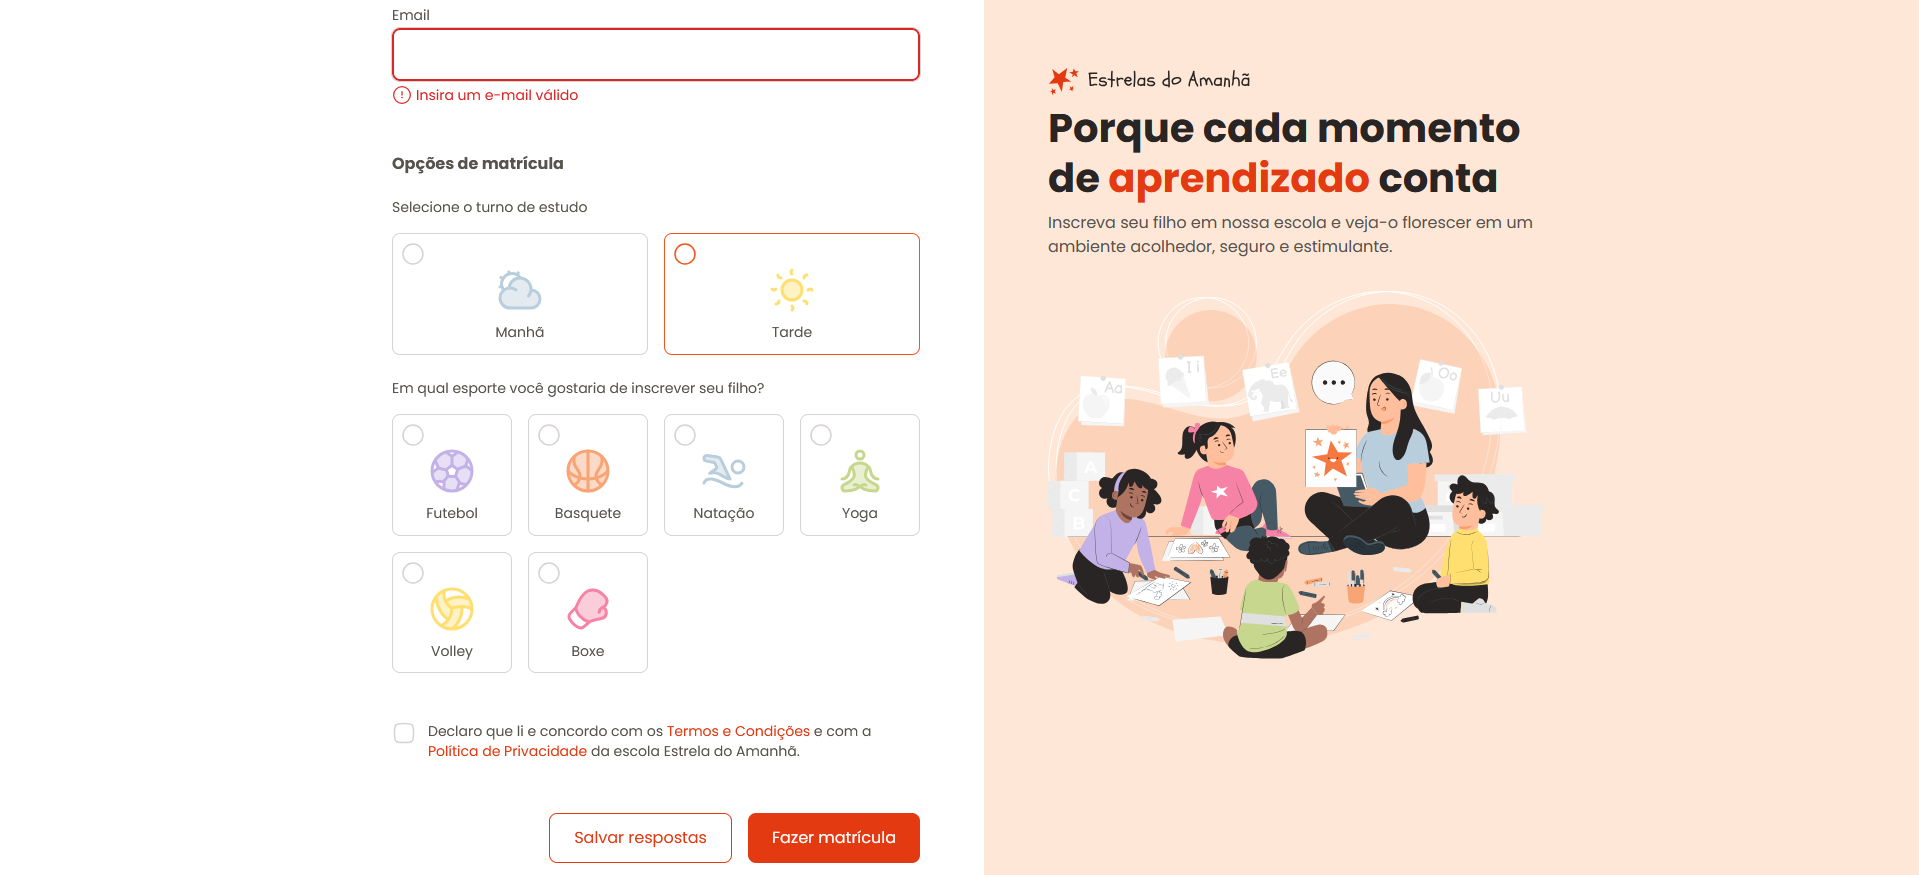 Email
Insira um e-mail válido
Opções de matrícula
Selecione o turno de estudo
Manhã
Tarde
Em qual esporte você gostaria de inscrever seu filho?
Futebol
Basquete
Natação
Yoga
Volley
Boxe
Declaro que li e concordo com os Termos e Condições e com a
Política de Privacidade da escola Estrela do Amanhã.
Salvar respostas
Fazer matrícula
Estrelas do Amanhã
Porque cada momento
de aprendizado conta
Inscreva seu filho em nossa escola e veja-o florescer em um
ambiente acolhedor, seguro e estimulante.
Aa
Ii
Ee
Oo
Uu
A
C
B